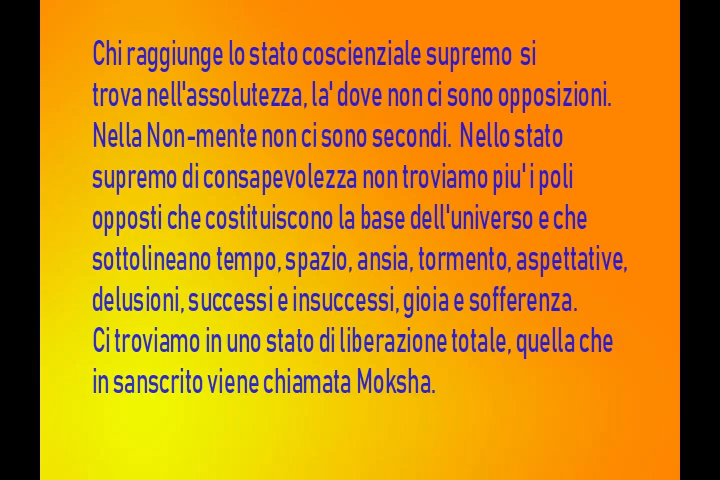 Chi raggiunge lo stato coscienziale supremo si
trova nell'assolutezza, la' dove non ci sono opposizioni.
Nella Non-mente non ci sono secondi. Nello stato
supremo di consapevolezza non troviamo piu' i poli
opposti che costituiscono la base dell'universo e che
sottolineano tempo, spazio, ansia, tormento, aspettative,
delusioni, successi e insuccessi, gioia e sofferenza.
Ci troviamo in uno stato di liberazione totale, quella che
in sanscrito viene chiamata Moksha.